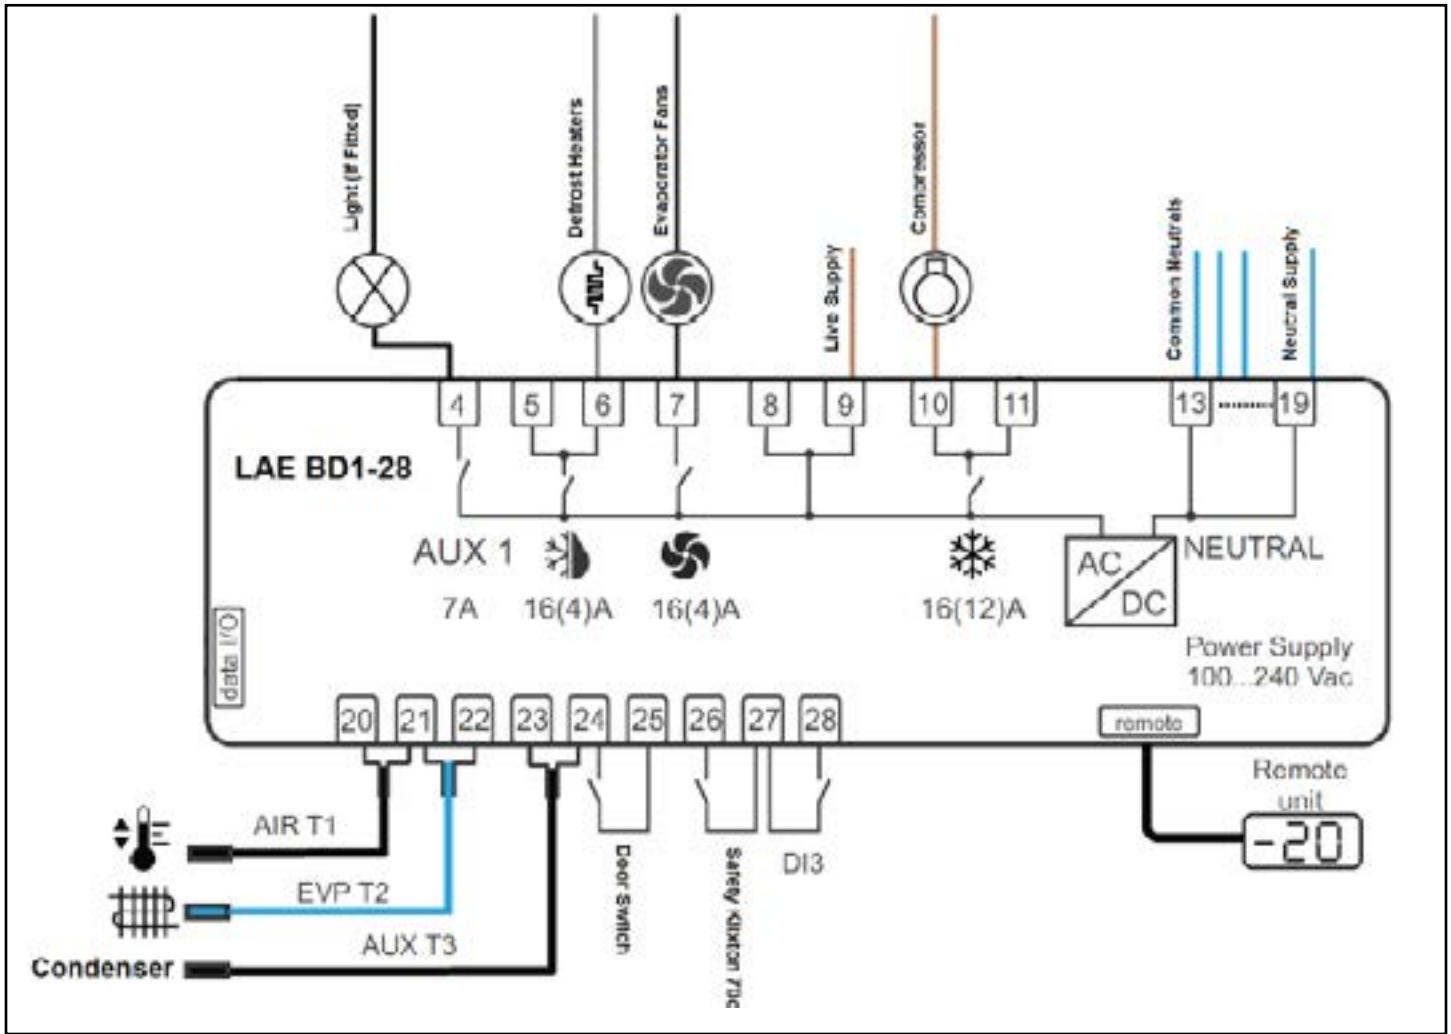 Light (If Fitted)
Defrost Heaters
Evaporator Fans
Live Supply
Compressor
Common Neutrals
Neutral Supply
4 5 6 7 8 9 10 11 13 19
LAE BD1-28
AUX 1
NEUTRAL
AC
DC
7A 16(4)A 16(4)A 16(12)A
Power Supply
100...240 Vac
data I/O
20 21 22 23 24 25 26 27 28
remote
Remote
unit
-20
AIR T1
EVP T2
AUX T3
Condenser
Door Switch
Safety Klixton 70c
DI3